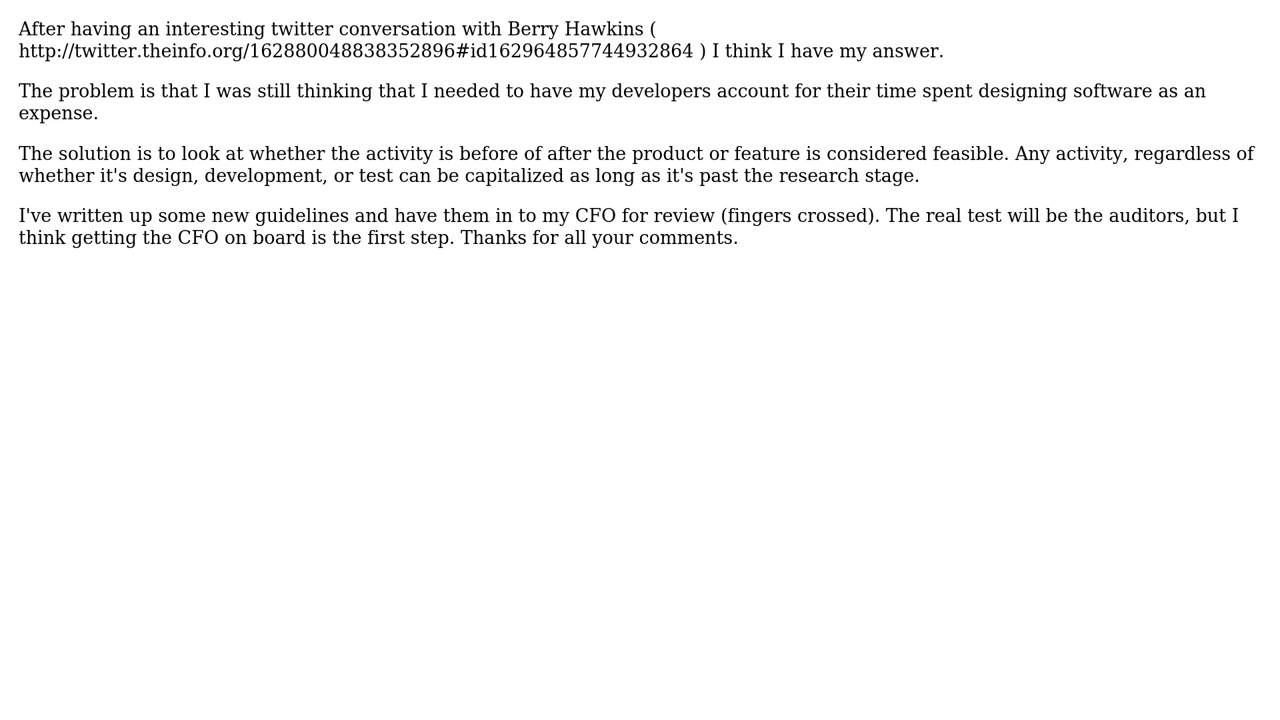 After having an interesting twitter conversation with Berry Hawkins (
http://twitter.theinfo.org/162880048838352896#id162964857744932864 ) I think I have my answer.
The problem is that I was still thinking that I needed to have my developers account for their time spent designing software as an
expense.
The solution is to look at whether the activity is before of after the product or feature is considered feasible. Any activity, regardless of
whether it's design, development, or test can be capitalized as long as it's past the research stage.
I've written up some new guidelines and have them in to my CFO for review (fingers crossed). The real test will be the auditors, but I
think getting the CFO on board is the first step. Thanks for all your comments.